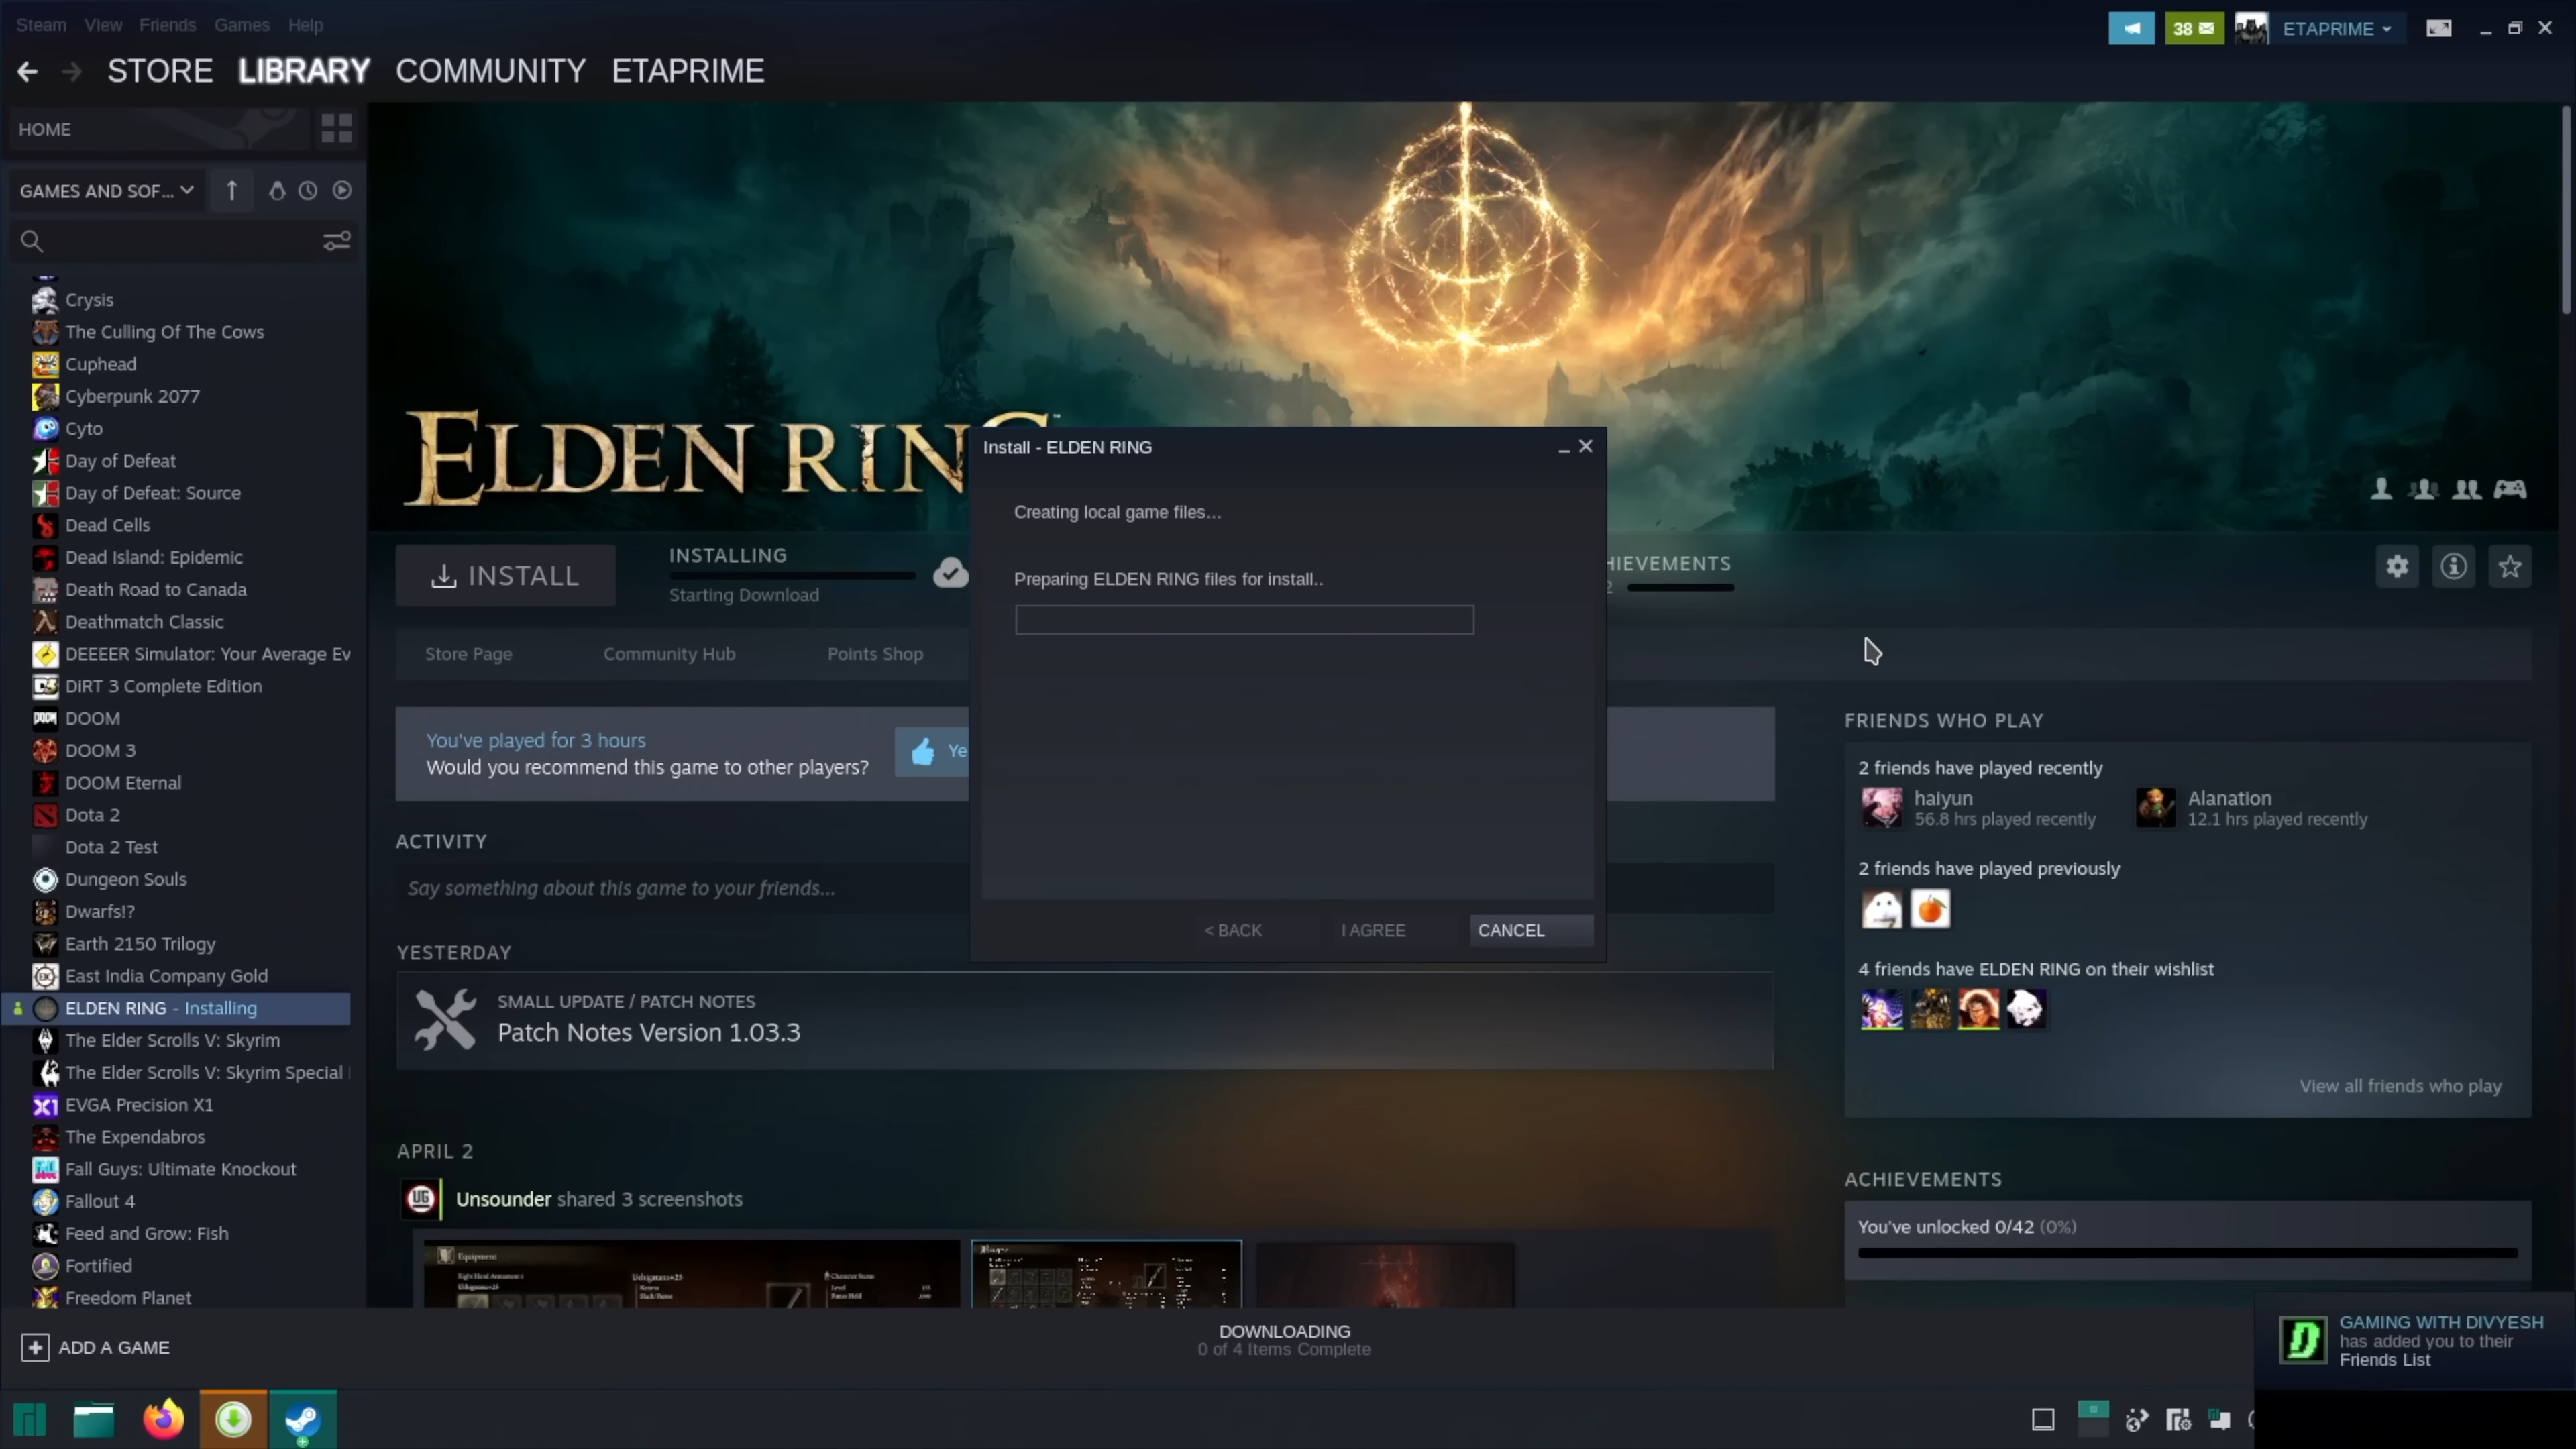 Steam View Friends Games Help
38
ETAPRIME
STORE LIBRARY COMMUNITY ETAPRIME
HOME
GAMES AND SOF...
Crysis
The Culling Of The Cows
Cuphead
Cyberpunk 2077
Cyto
Day of Defeat
Day of Defeat: Source
Dead Cells
Dead Island: Epidemic
Death Road to Canada
Deathmatch Classic
DEEEER Simulator: Your Average Ev
DiRT 3 Complete Edition
DOOM
DOOM 3
DOOM Eternal
Dota 2
Dota 2 Test
Dungeon Souls
Dwarfs!?
Earth 2150 Trilogy
East India Company Gold
ELDEN RING - Installing
The Elder Scrolls V: Skyrim
The Elder Scrolls V: Skyrim Special
EVGA Precision X1
The Expendabros
Fall Guys: Ultimate Knockout
Fallout 4
Feed and Grow: Fish
Fortified
Freedom Planet
ELDEN RING
INSTALL
INSTALLING
Starting Download
HIEVEMENTS
2
Store Page
Community Hub
Points Shop
You've played for 3 hours
Would you recommend this game to other players?
Ye
ACTIVITY
Say something about this game to your friends...
YESTERDAY
SMALL UPDATE / PATCH NOTES
Patch Notes Version 1.03.3
APRIL 2
Unsounder shared 3 screenshots
Equipment
Install - ELDEN RING
Creating local game files...
Preparing ELDEN RING files for install..
< BACK
I AGREE
CANCEL
FRIENDS WHO PLAY
2 friends have played recently
haiyun
56.8 hrs played recently
Alanation
12.1 hrs played recently
2 friends have played previously
4 friends have ELDEN RING on their wishlist
View all friends who play
ACHIEVEMENTS
You've unlocked 0/42 (0%)
ADD A GAME
DOWNLOADING
0 of 4 Items Complete
GAMING WITH DIVYESH
has added you to their
Friends List